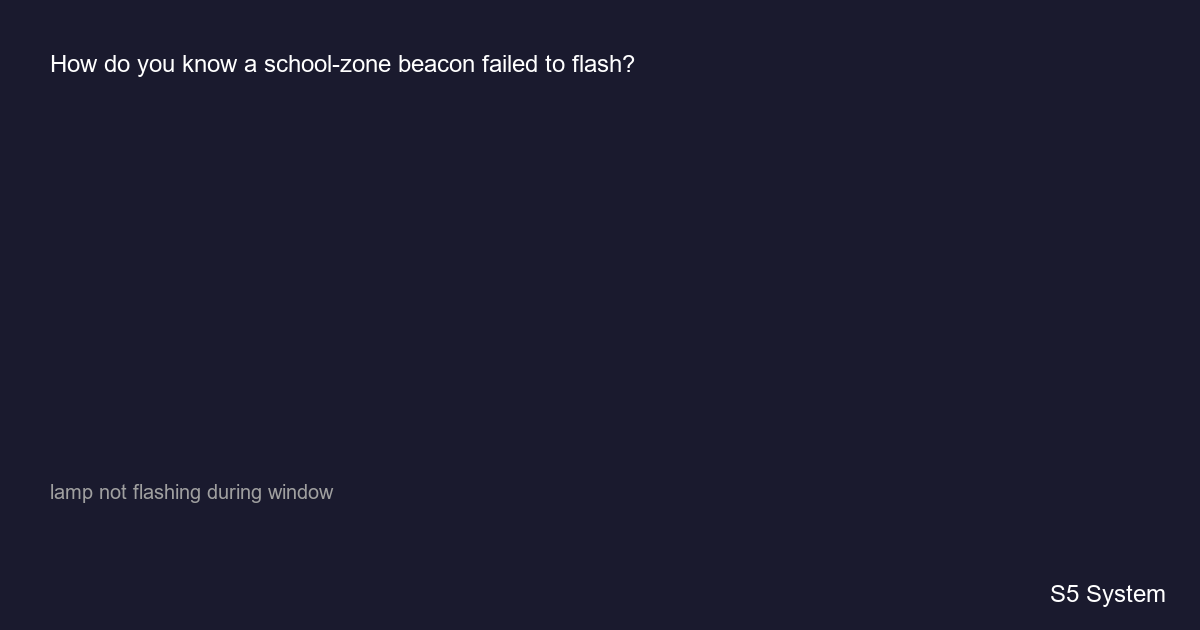 How do you know a school-zone beacon failed to flash?
lamp not flashing during window
S5 System